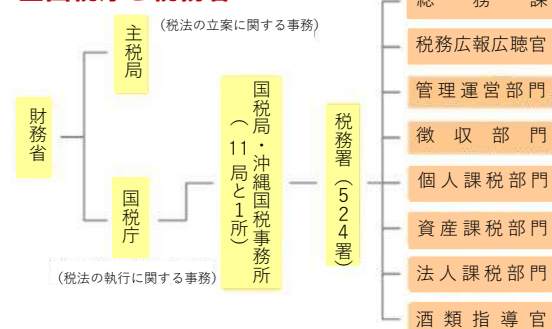 主税局
(税法の立案に関する事務)
財務省
国税庁
(税法の執行に関する事務)
国税局・沖縄国税事務所
(11局と1所)
税務署(524署)
総務課
税務広報広聴官
管理運営部門
徴収部門
個人課税部門
資産課税部門
法人課税部門
酒類指導官